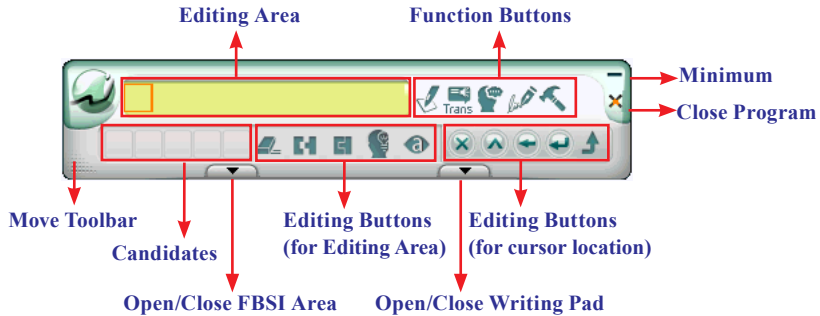 Editing Area
Function Buttons
Minimum
Trans
a
Close Program
Move Toolbar
Candidates
Editing Buttons
(for Editing Area)
Editing Buttons
(for cursor location)
Open/Close FBSI Area
Open/Close Writing Pad